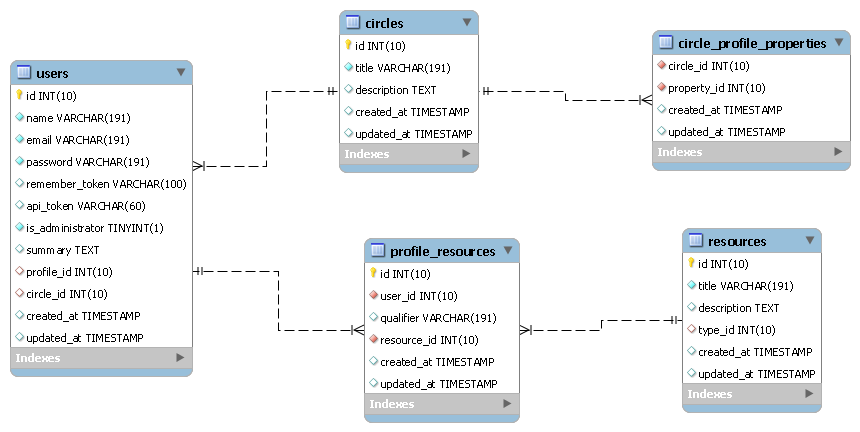 users
id INT(10)
name VARCHAR(191)
email VARCHAR(191)
password VARCHAR(191)
remember_token VARCHAR(100)
api_token VARCHAR(60)
is_administrator TINYINT(1)
summary TEXT
profile_id INT(10)
circle_id INT(10)
created_at TIMESTAMP
updated_at TIMESTAMP
Indexes
circles
id INT(10)
title VARCHAR(191)
description TEXT
created_at TIMESTAMP
updated_at TIMESTAMP
Indexes
circle_profile_properties
circle_id INT(10)
property_id INT(10)
created_at TIMESTAMP
updated_at TIMESTAMP
Indexes
profile_resources
id INT(10)
user_id INT(10)
qualifier VARCHAR(191)
resource_id INT(10)
created_at TIMESTAMP
updated_at TIMESTAMP
Indexes
resources
id INT(10)
title VARCHAR(191)
description TEXT
type_id INT(10)
created_at TIMESTAMP
updated_at TIMESTAMP
Indexes